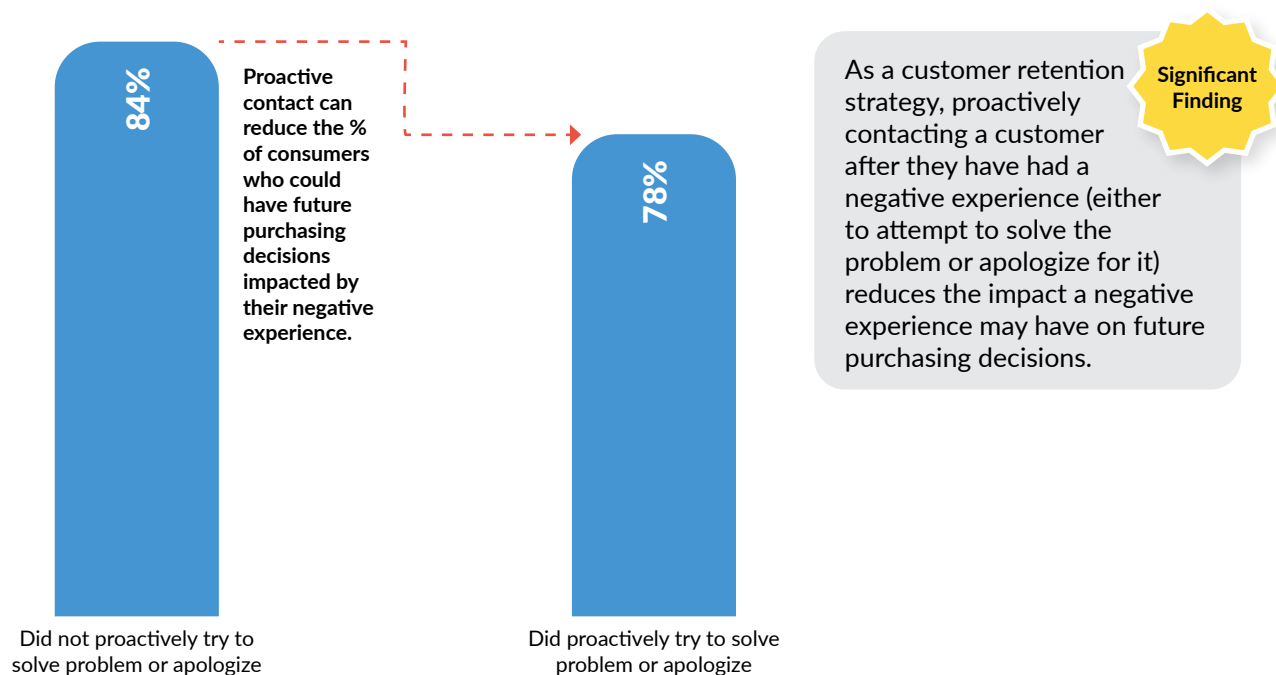 84%
Proactive
contact can
reduce the %
of consumers
who could
have future
purchasing
decisions
impacted by
their negative
experience.
78%
Did not proactively try to
solve problem or apologize
Did proactively try to solve
problem or apologize
As a customer retention
strategy, proactively
contacting a customer
after they have had a
negative experience (either
to attempt to solve the
problem or apologize for it)
reduces the impact a negative
experience may have on future
purchasing decisions.
Significant
Finding